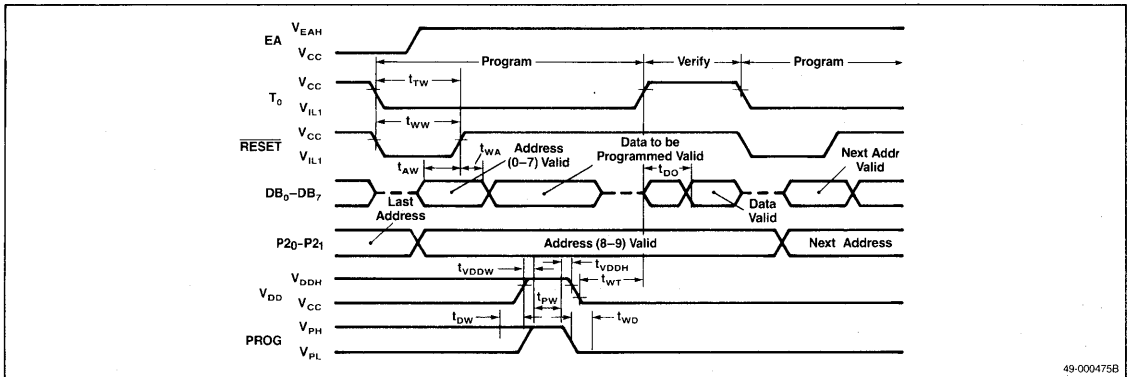 EA
V_EAH
V_CC
Program
Verify
Program
T_0
V_CC
V_IL1
t_TW
t_WW
RESET
V_CC
V_IL1
t_WA
t_AW
Address
(0–7) Valid
Data to be
Programmed Valid
t_DO
Next Addr
Valid
DB_0–DB_7
Last
Address
Data
Valid
P2_0-P2_1
Address (8–9) Valid
Next Address
t_VDDW
t_VDDH
V_DD
V_DDH
V_CC
t_WT
t_PW
t_DW
t_WD
PROG
V_PH
V_PL
49-000475B